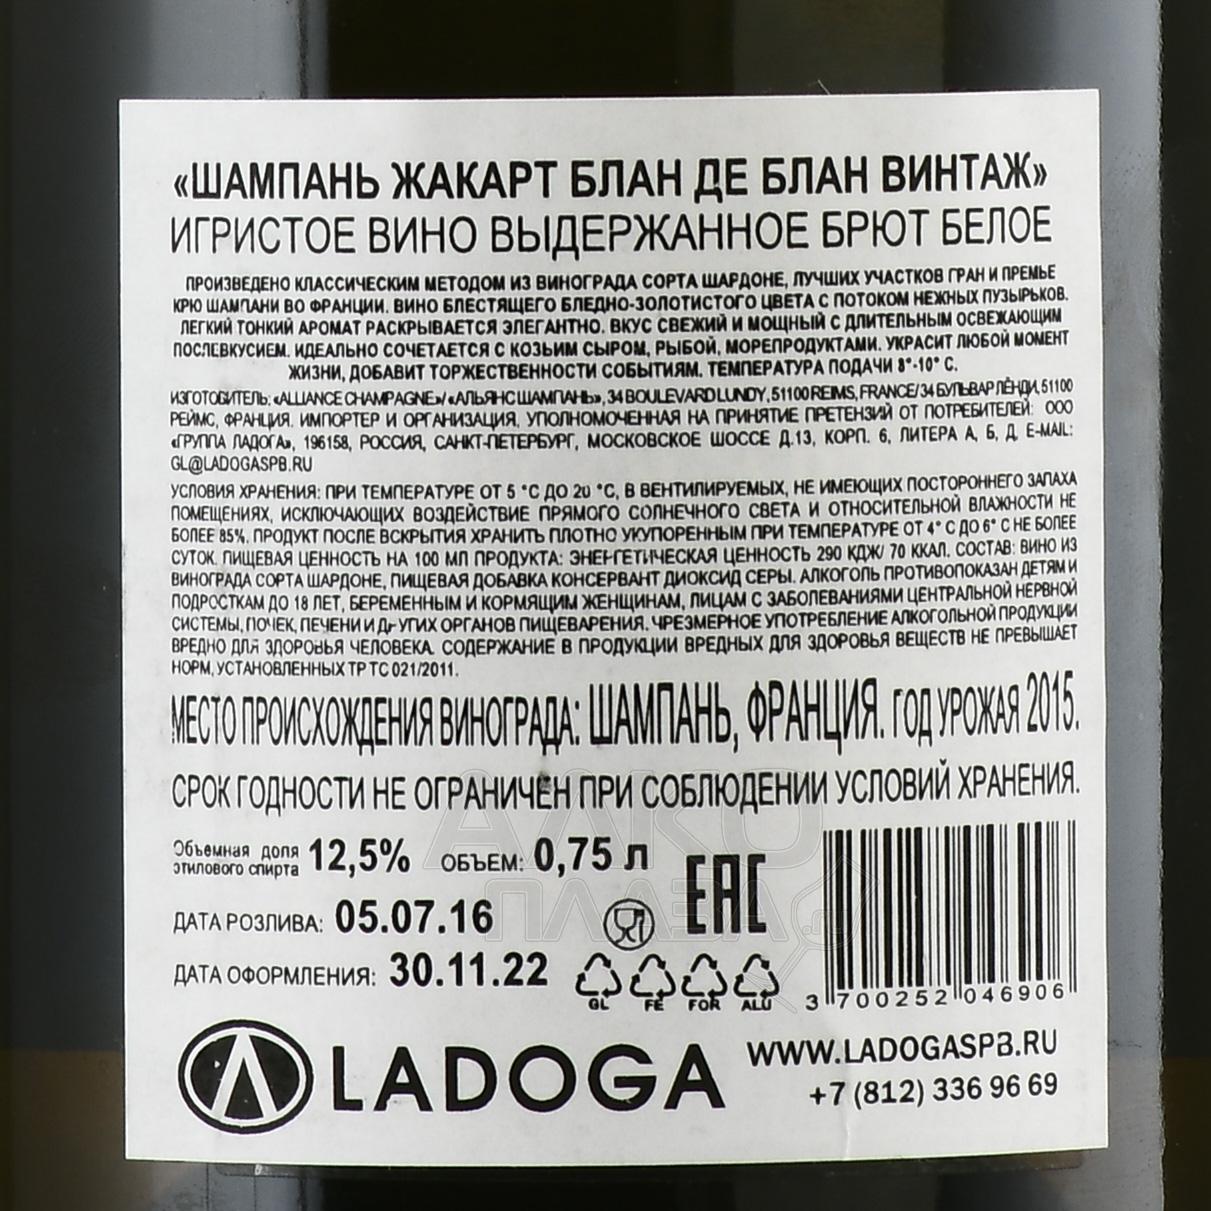 «ШАМПАНЬ ЖАКАРТ БЛАН ДЕ БЛАН ВИНТАЖ»
ИГРИСТОЕ ВИНО ВЫДЕРЖАННОЕ БРЮТ БЕЛОЕ
ПРОИЗВЕДЕНО КЛАССИЧЕСКИМ МЕТОДОМ ИЗ ВИНОГРАДА СОРТА ШАРДОНЕ, ЛУЧШИХ УЧАСТКОВ ГРАН И ПРЕМЬЕ
КРЮ ШАМПАНИ ВО ФРАНЦИИ. ВИНО БЛЕСТЯЩЕГО БЛЕДНО-ЗОЛОТИСТОГО ЦВЕТА С ПОТОКОМ НЕЖНЫХ ПУЗЫРЬКОВ.
ЛЕГКИЙ ТОНКИЙ АРОМАТ РАСКРЫВАЕТСЯ ЭЛЕГАНТНО. ВКУС СВЕЖИЙ И МОЩНЫЙ С ДЛИТЕЛЬНЫМ ОСВЕЖАЮЩИМ
ПОСЛЕВКУСИЕМ. ИДЕАЛЬНО СОЧЕТАЕТСЯ С КОЗЬИМ СЫРОМ, РЫБОЙ, МОРЕПРОДУКТАМИ. УКРАСИТ ЛЮБОЙ МОМЕНТ
ЖИЗНИ, ДОБАВИТ ТОРЖЕСТВЕННОСТИ СОБЫТИЯМ. ТЕМПЕРАТУРА ПОДАЧИ 8°-10° С.
ИЗГОТОВИТЕЛЬ: «ALLIANCE CHAMPAGNE»/ «АЛЬЯНС ШАМПАНЬ», 34 BOULEVARD LUNDY, 51100 REIMS, FRANCE/ 34 БУЛЬВАР ЛЁНДИ, 51100
РЕЙМС, ФРАНЦИЯ. ИМПОРТЕР И ОРГАНИЗАЦИЯ, УПОЛНОМОЧЕННАЯ НА ПРИНЯТИЕ ПРЕТЕНЗИЙ ОТ ПОТРЕБИТЕЛЕЙ: ООО
«ГРУППА ЛАДОГА», 196158, РОССИЯ, САНКТ-ПЕТЕРБУРГ, МОСКОВСКОЕ ШОССЕ Д.13, КОРП. 6, ЛИТЕРА А, Б, Д. E-MAIL:
GL@LADOGASPB.RU
УСЛОВИЯ ХРАНЕНИЯ: ПРИ ТЕМПЕРАТУРЕ ОТ 5 °С ДО 20 °С, В ВЕНТИЛИРУЕМЫХ, НЕ ИМЕЮЩИХ ПОСТОРОННЕГО ЗАПАХА
ПОМЕЩЕНИЯХ, ИСКЛЮЧАЮЩИХ ВОЗДЕЙСТВИЕ ПРЯМОГО СОЛНЕЧНОГО СВЕТА И ОТНОСИТЕЛЬНОЙ ВЛАЖНОСТИ НЕ
БОЛЕЕ 85%. ПРОДУКТ ПОСЛЕ ВСКРЫТИЯ ХРАНИТЬ ПЛОТНО УКУПОРЕННЫМ ПРИ ТЕМПЕРАТУРЕ ОТ 4° С ДО 6° С НЕ БОЛЕЕ
СУТОК. ПИЩЕВАЯ ЦЕННОСТЬ НА 100 МЛ ПРОДУКТА: ЭНЕРГЕТИЧЕСКАЯ ЦЕННОСТЬ 290 КДЖ/ 70 ККАЛ. СОСТАВ: ВИНО ИЗ
ВИНОГРАДА СОРТА ШАРДОНЕ, ПИЩЕВАЯ ДОБАВКА КОНСЕРВАНТ ДИОКСИД СЕРЫ. АЛКОГОЛЬ ПРОТИВОПОКАЗАН ДЕТЯМ И
ПОДРОСТКАМ ДО 18 ЛЕТ, БЕРЕМЕННЫМ И КОРМЯЩИМ ЖЕНЩИНАМ, ЛИЦАМ С ЗАБОЛЕВАНИЯМИ ЦЕНТРАЛЬНОЙ НЕРВНОЙ
СИСТЕМЫ, ПОЧЕК, ПЕЧЕНИ И ДРУГИХ ОРГАНОВ ПИЩЕВАРЕНИЯ. ЧРЕЗМЕРНОЕ УПОТРЕБЛЕНИЕ АЛКОГОЛЬНОЙ ПРОДУКЦИИ
ВРЕДНО ДЛЯ ЗДОРОВЬЯ ЧЕЛОВЕКА. СОДЕРЖАНИЕ В ПРОДУКЦИИ ВРЕДНЫХ ДЛЯ ЗДОРОВЬЯ ВЕЩЕСТВ НЕ ПРЕВЫШАЕТ
НОРМ, УСТАНОВЛЕННЫХ ТР ТС 021/2011.
МЕСТО ПРОИСХОЖДЕНИЯ ВИНОГРАДА: ШАМПАНЬ, ФРАНЦИЯ. ГОД УРОЖАЯ 2015.
СРОК ГОДНОСТИ НЕ ОГРАНИЧЕН ПРИ СОБЛЮДЕНИИ УСЛОВИЙ ХРАНЕНИЯ.
Объемная доля
этилового спирта 12,5% ОБЪЕМ: 0,75 л
ДАТА РОЗЛИВА: 05.07.16
ДАТА ОФОРМЛЕНИЯ: 30.11.22
EAC
GL FE FOR ALU
3 700252 046906
LADOGA
WWW.LADOGASPB.RU
+7 (812) 336 96 69
АЛКО
ПЛАЗА.ru